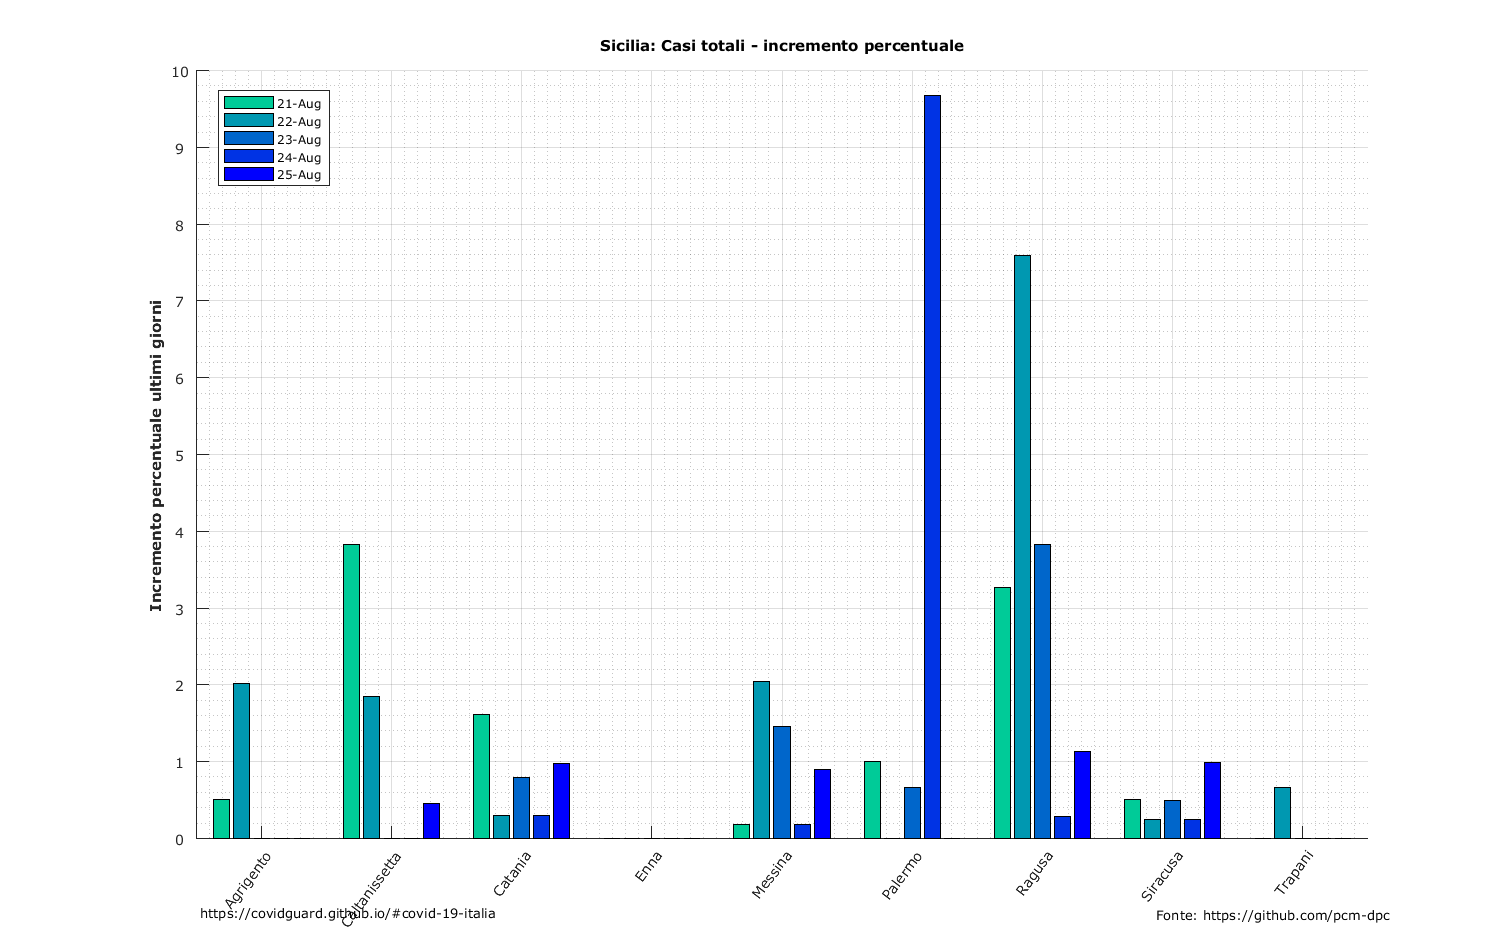 Sicilia: Casi totali - incremento percentuale
10
9
8
7
6
5
4
3
2
1
0
Incremento percentuale ultimi giorni
21-Aug
22-Aug
23-Aug
24-Aug
25-Aug
Agrigento
Caltanissetta
Catania
Enna
Messina
Palermo
Ragusa
Siracusa
Trapani
https://covidguard.github.io/#covid-19-italia
Fonte: https://github.com/pcm-dpc